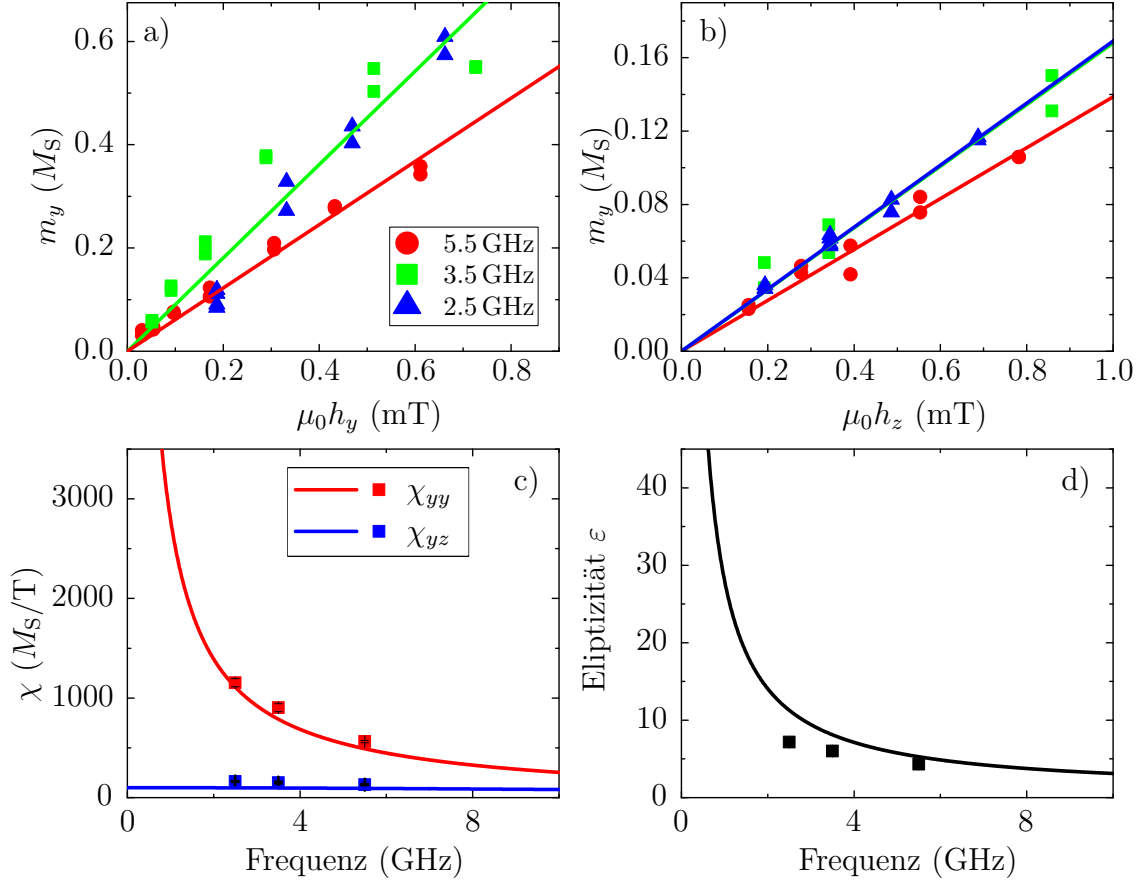 a)
0.6
0.4
0.2
0.0
m_y (M_S)
5.5 GHz
3.5 GHz
2.5 GHz
0.0 0.2 0.4 0.6 0.8
μ₀h_y (mT)
b)
0.16
0.12
0.08
0.04
0.00
m_y (M_S)
0.0 0.2 0.4 0.6 0.8 1.0
μ₀h_z (mT)
c)
3000
2000
1000
0
χ (M_S/T)
χ_yy
χ_yz
0 4 8
Frequenz (GHz)
d)
40
30
20
10
0
Eliptizität ε
0 4 8
Frequenz (GHz)